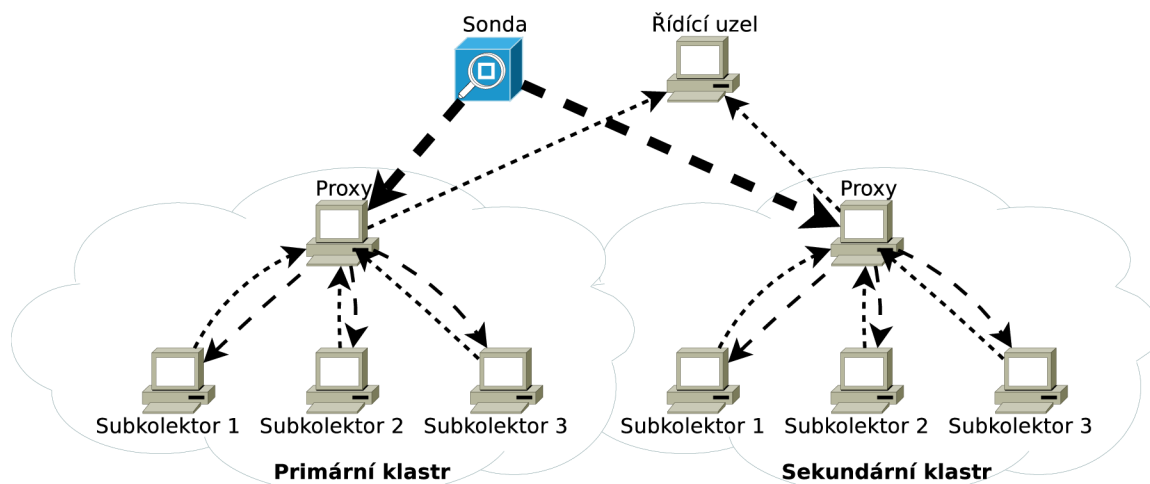 Sonda
Řídící uzel
Proxy
Proxy
Subkolektor 1
Subkolektor 2
Subkolektor 3
Subkolektor 1
Subkolektor 2
Subkolektor 3
Primární klastr
Sekundární klastr